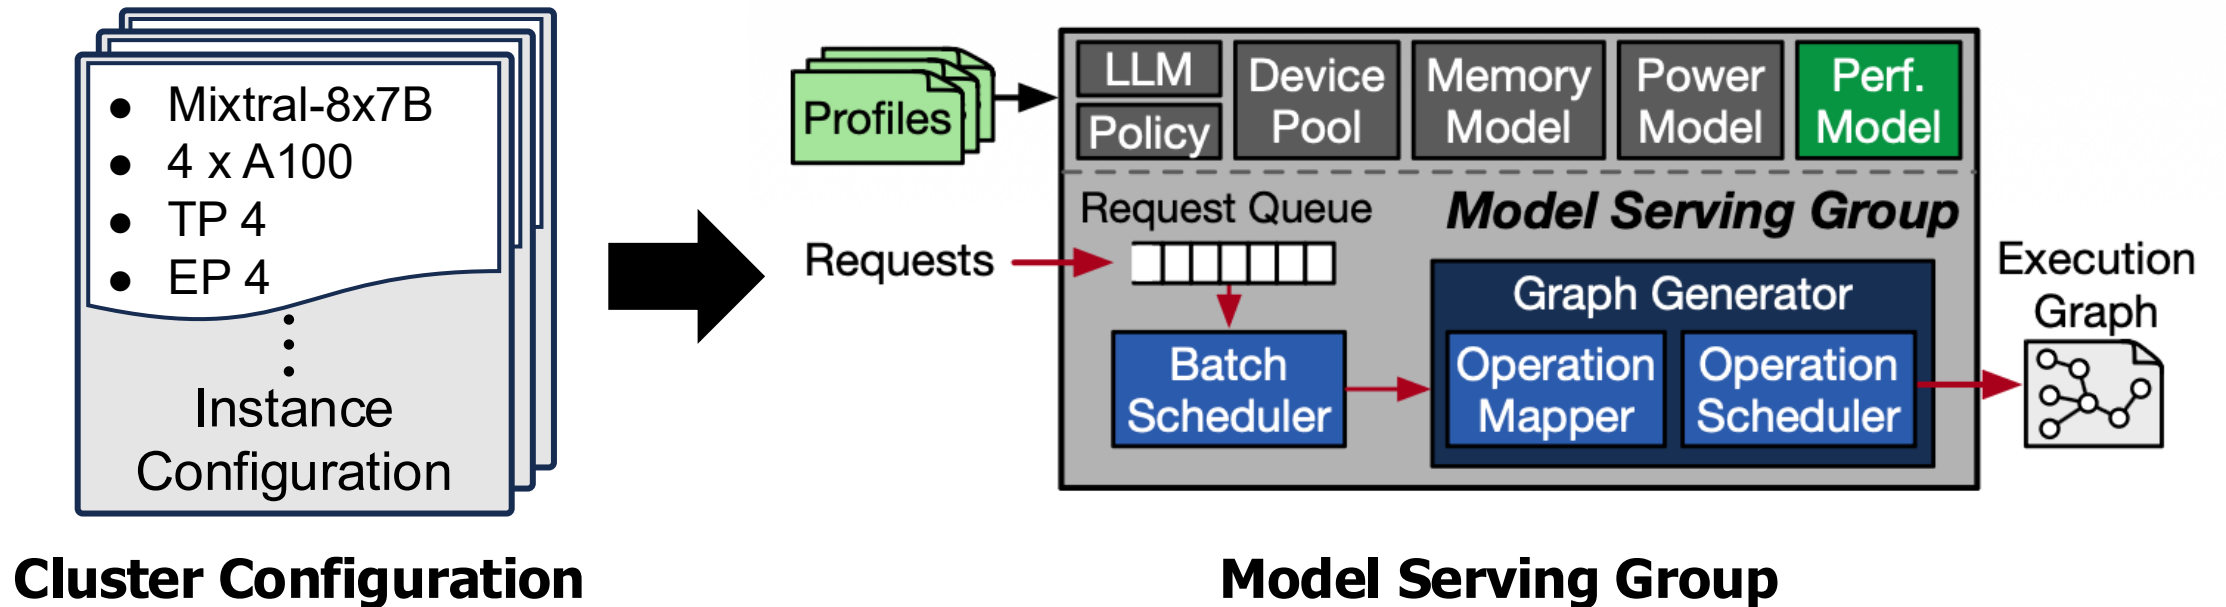 ● Mixtral-8x7B
● 4 x A100
● TP 4
● EP 4
Instance
Configuration
Cluster Configuration
Profiles
LLM
Policy
Device
Pool
Memory
Model
Power
Model
Perf.
Model
Request Queue
Model Serving Group
Requests
Batch
Scheduler
Graph Generator
Operation
Mapper
Operation
Scheduler
Execution
Graph
Model Serving Group